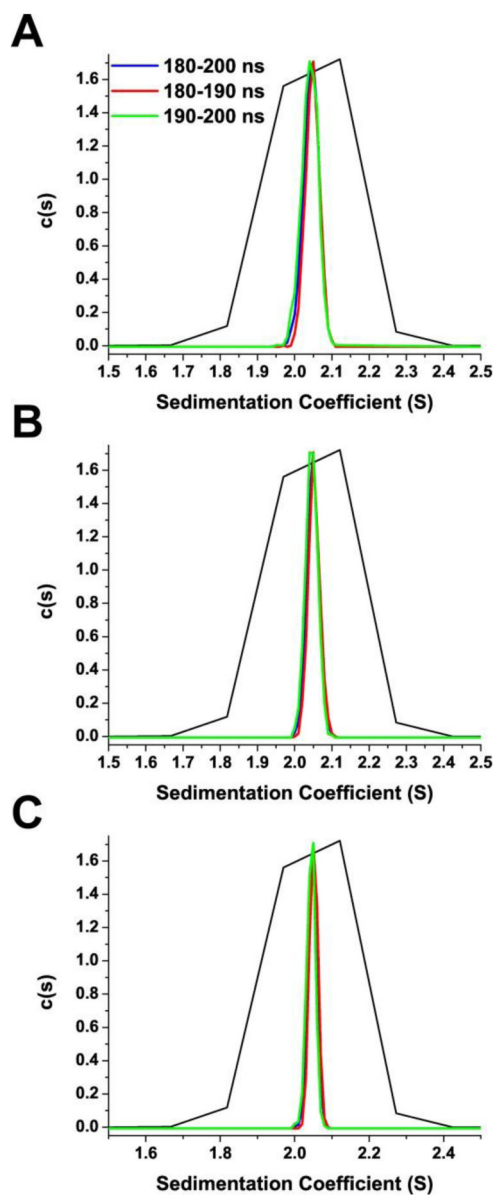 A
180-200 ns
180-190 ns
190-200 ns
c(s)
1.6
1.4
1.2
1.0
0.8
0.6
0.4
0.2
0.0
1.5 1.6 1.7 1.8 1.9 2.0 2.1 2.2 2.3 2.4 2.5
Sedimentation Coefficient (S)
B
c(s)
1.6
1.4
1.2
1.0
0.8
0.6
0.4
0.2
0.0
1.5 1.6 1.7 1.8 1.9 2.0 2.1 2.2 2.3 2.4 2.5
Sedimentation Coefficient (S)
C
c(s)
1.6
1.4
1.2
1.0
0.8
0.6
0.4
0.2
0.0
1.6 1.8 2.0 2.2 2.4
Sedimentation Coefficient (S)